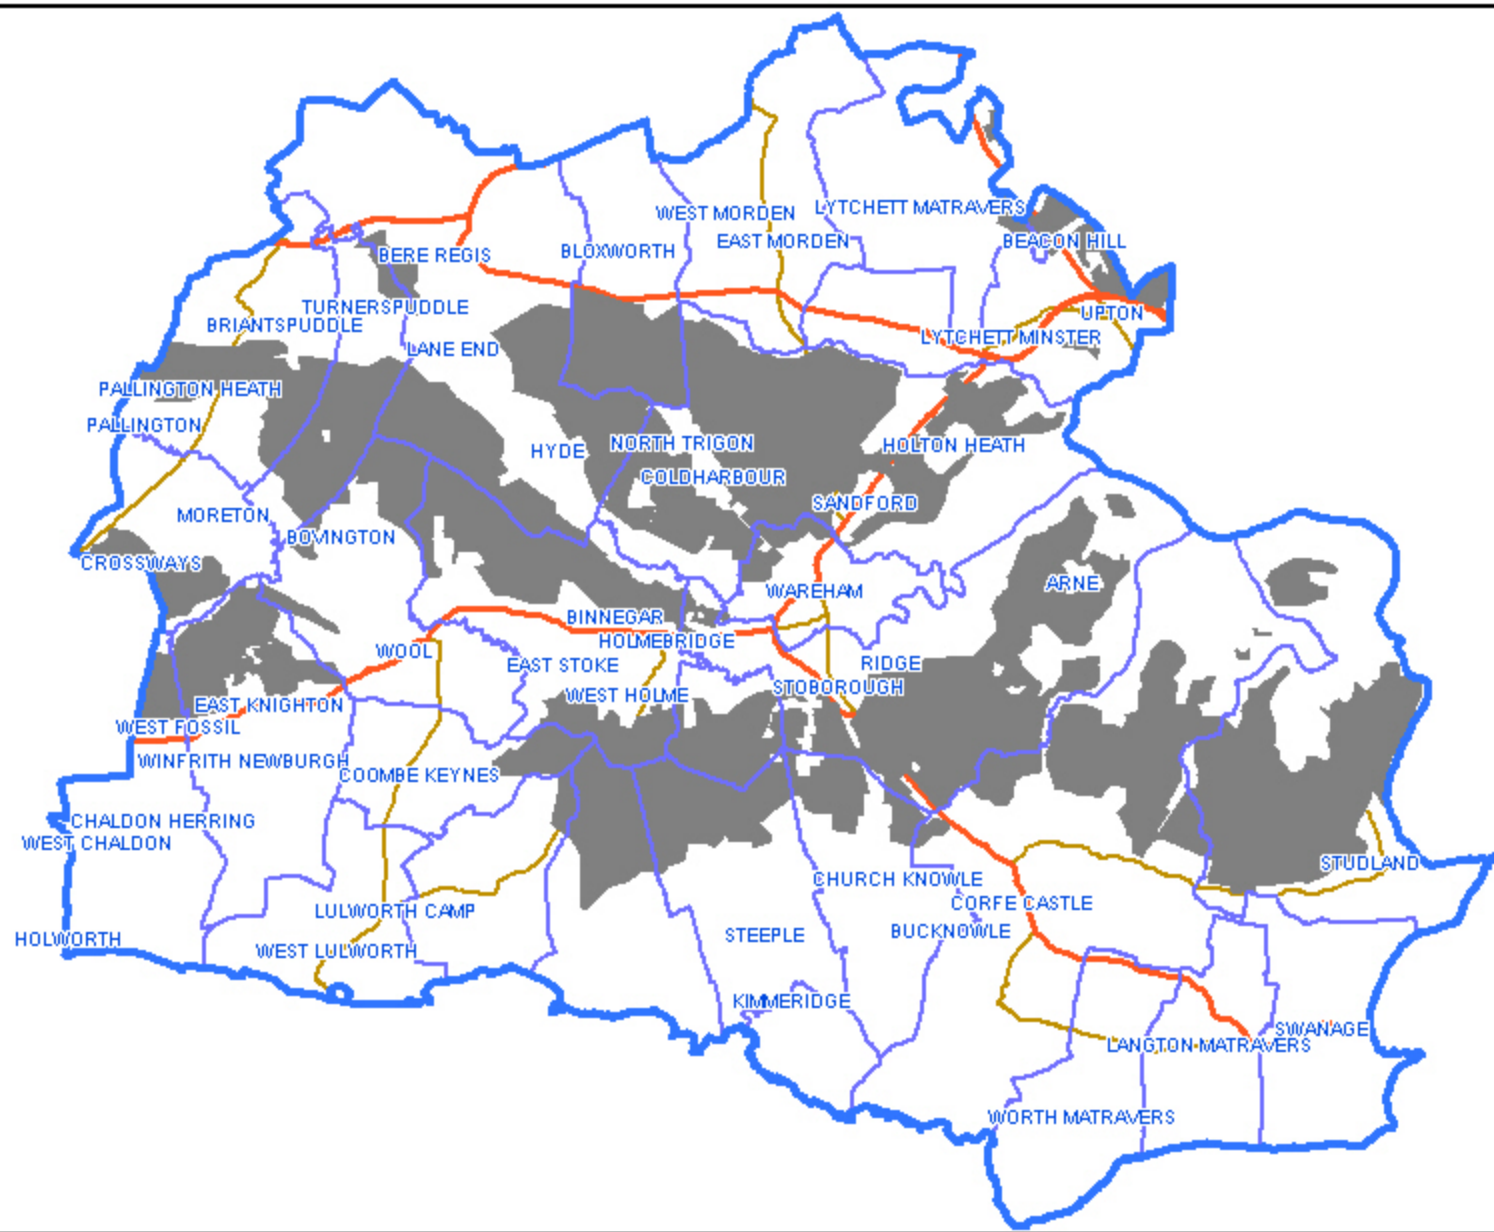 LYTCHETT MATRAVERS
WEST MORDEN
EAST MORDEN
BEACON HILL
BERE REGIS
BLOXWORTH
TURNERSPUDDLE
BRIANTSPUDDLE
UPTON
LYTCHETT MINSTER
LANE END
PALLINGTON HEATH
PALLINGTON
HYDE
NORTH TRIGON
HOLTON HEATH
COLDHARBOUR
SANDFORD
MORETON
BOVINGTON
CROSSWAYS
ARNE
WAREHAM
BINNEGAR
HOLMEBRIDGE
WOOL
EAST STOKE
RIDGE
WEST HOLME
STOBOROUGH
EAST KNIGHTON
WEST FOSSIL
WINFRITH NEWBURGH
COOMBE KEYNES
CHALDON HERRING
WEST CHALDON
STUDLAND
CHURCH KNOWLE
CORFE CASTLE
LULWORTH CAMP
BUCKNOWLE
STEEPLE
HOLWORTH
WEST LULWORTH
KIMMERIDGE
SWANAGE
LANGTON MATRAVERS
WORTH MATRAVERS